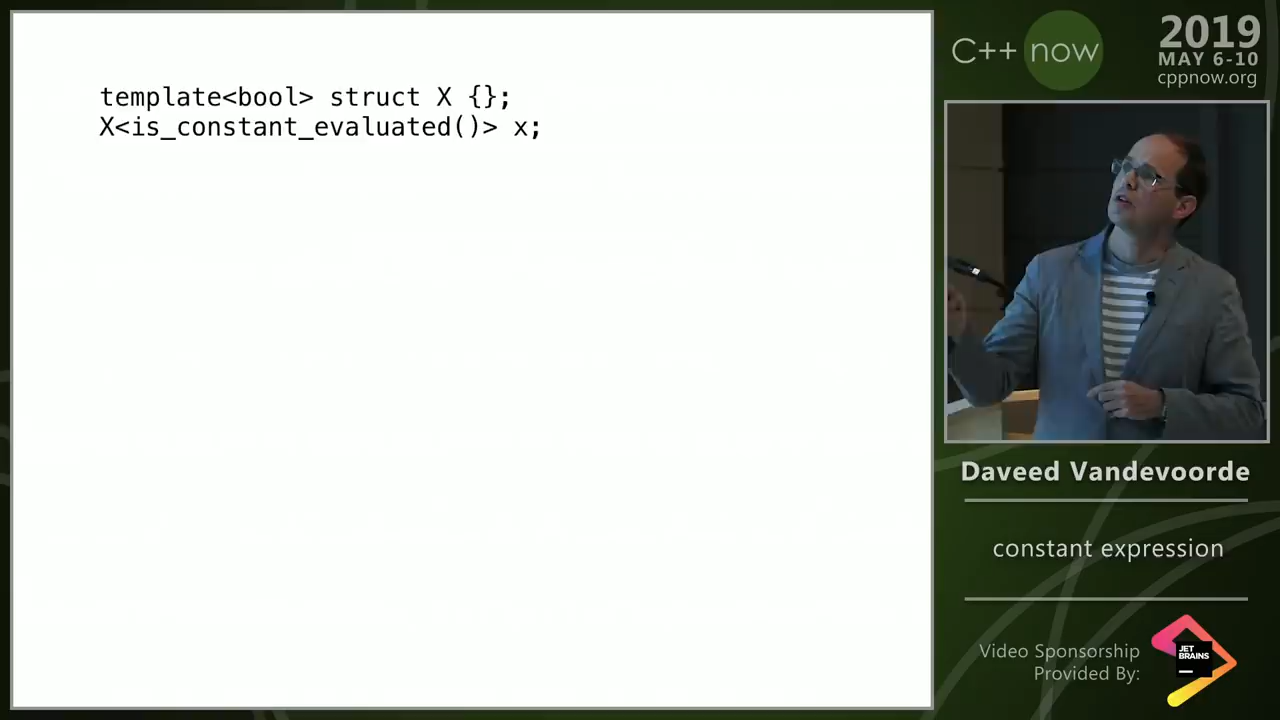 template<bool> struct X {};
X<is_constant_evaluated()> x;
C++ now
2019
MAY 6-10
cppnow.org
Daveed Vandevoorde
constant expression
Video Sponsorship
Provided By:
JET
BRAINS